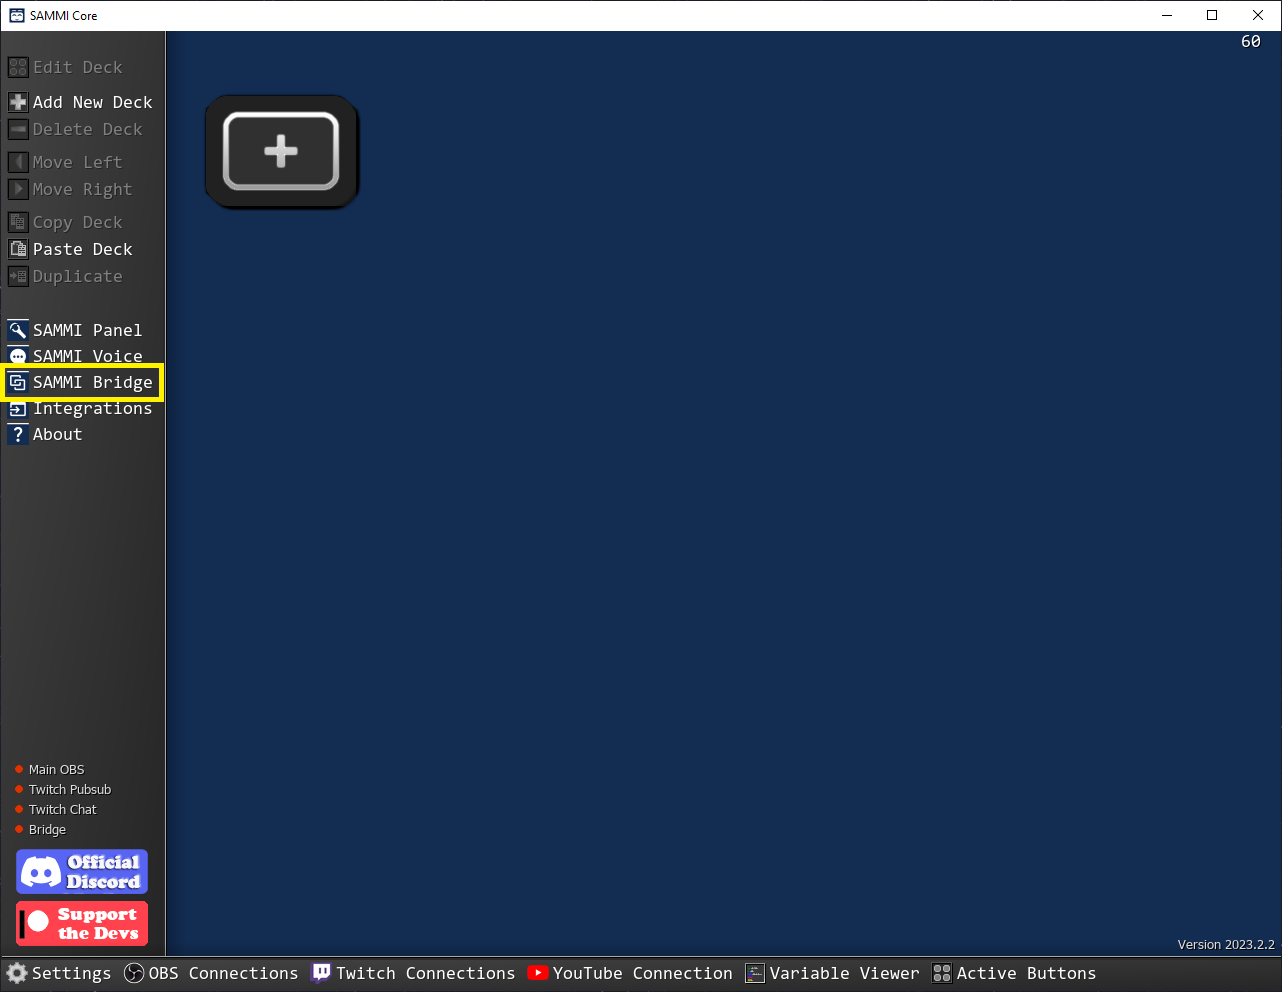 SAMMI Core
60
Edit Deck
Add New Deck
Delete Deck
Move Left
Move Right
Copy Deck
Paste Deck
Duplicate
SAMMI Panel
SAMMI Voice
SAMMI Bridge
Integrations
? About
Main OBS
Twitch Pubsub
Twitch Chat
Bridge
Official
Discord
Support
the Devs
Version 2023.2.2
Settings OBS Connections Twitch Connections YouTube Connection Variable Viewer Active Buttons